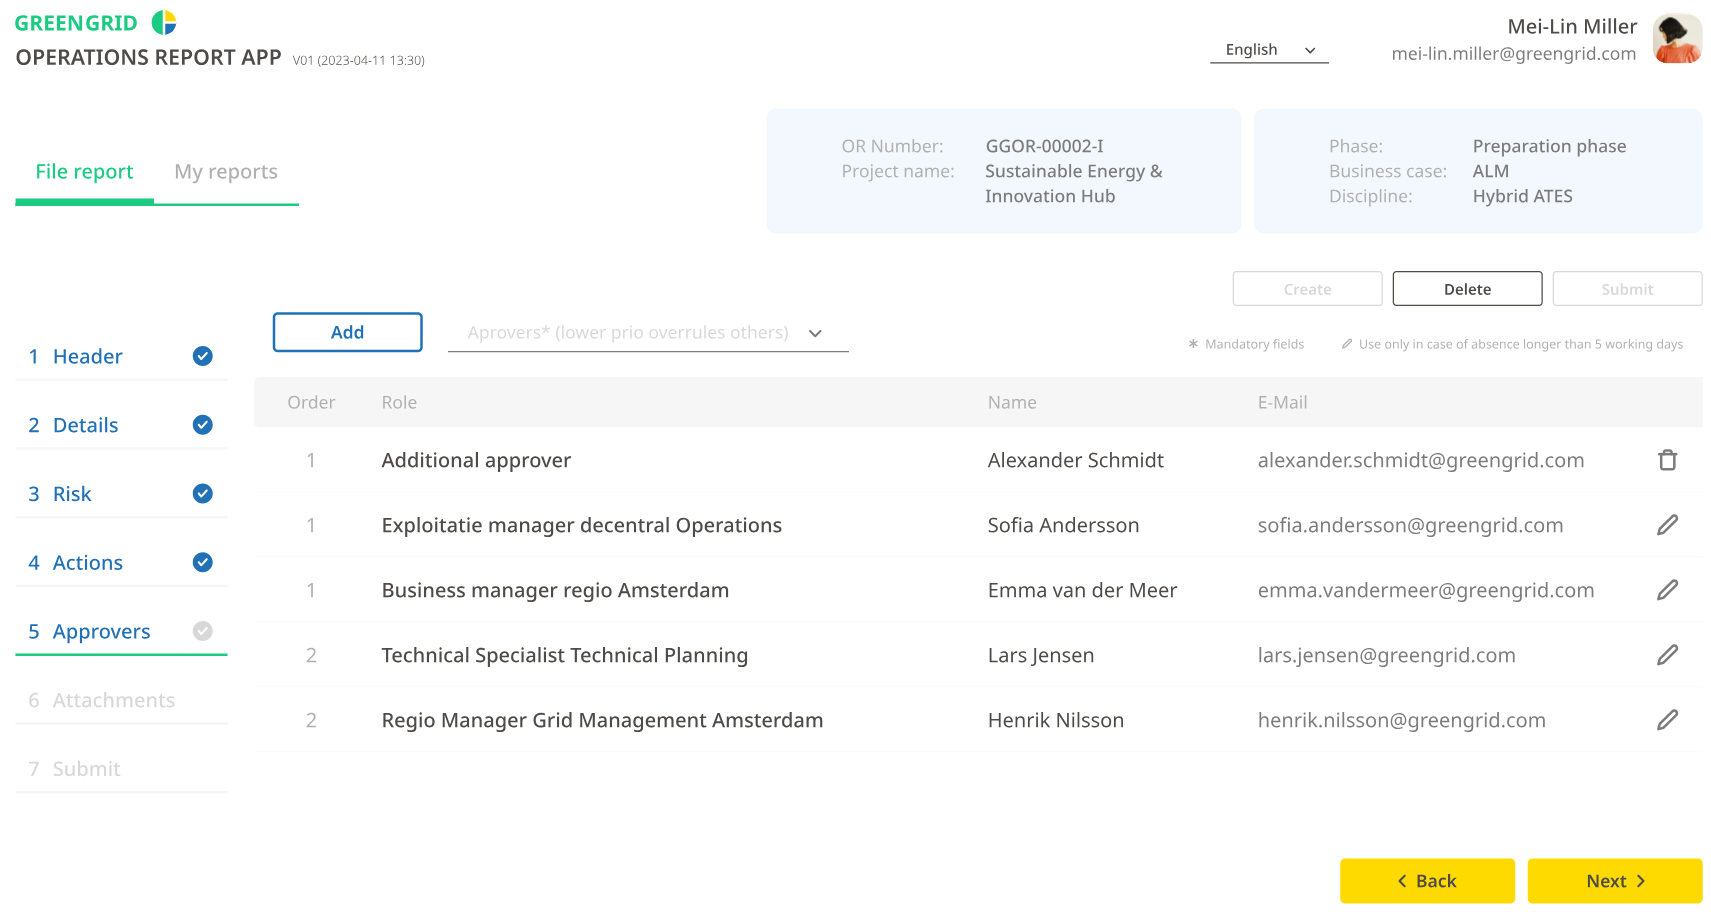 GREENGRID
OPERATIONS REPORT APP V01 (2023-04-11 13:30)
English
Mei-Lin Miller
mei-lin.miller@greengrid.com
File report My reports
OR Number: GGOR-00002-I
Project name: Sustainable Energy &
Innovation Hub
Phase: Preparation phase
Business case: ALM
Discipline: Hybrid ATES
Create Delete Submit
Add Aprovers* (lower prio overrules others)
* Mandatory fields Use only in case of absence longer than 5 working days
1 Header
2 Details
3 Risk
4 Actions
5 Approvers
6 Attachments
7 Submit
Order Role Name E-Mail
1 Additional approver Alexander Schmidt alexander.schmidt@greengrid.com
1 Exploitatie manager decentral Operations Sofia Andersson sofia.andersson@greengrid.com
1 Business manager regio Amsterdam Emma van der Meer emma.vandermeer@greengrid.com
2 Technical Specialist Technical Planning Lars Jensen lars.jensen@greengrid.com
2 Regio Manager Grid Management Amsterdam Henrik Nilsson henrik.nilsson@greengrid.com
Back Next